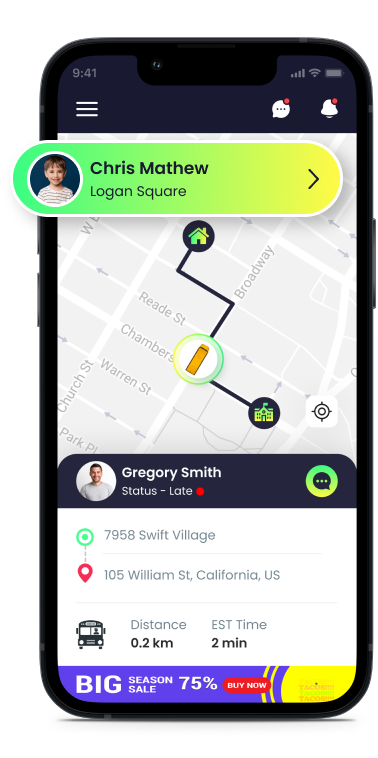 9:41
Chris Mathew
Logan Square
W
Broadway
Reade St
Chambers
Warren St
Church St
Park Pl
Gregory Smith
Status - Late
7958 Swift Village
105 William St, California, US
Distance
EST Time
0.2 km
2 min
BIG SEASON SALE 75% BUY NOW